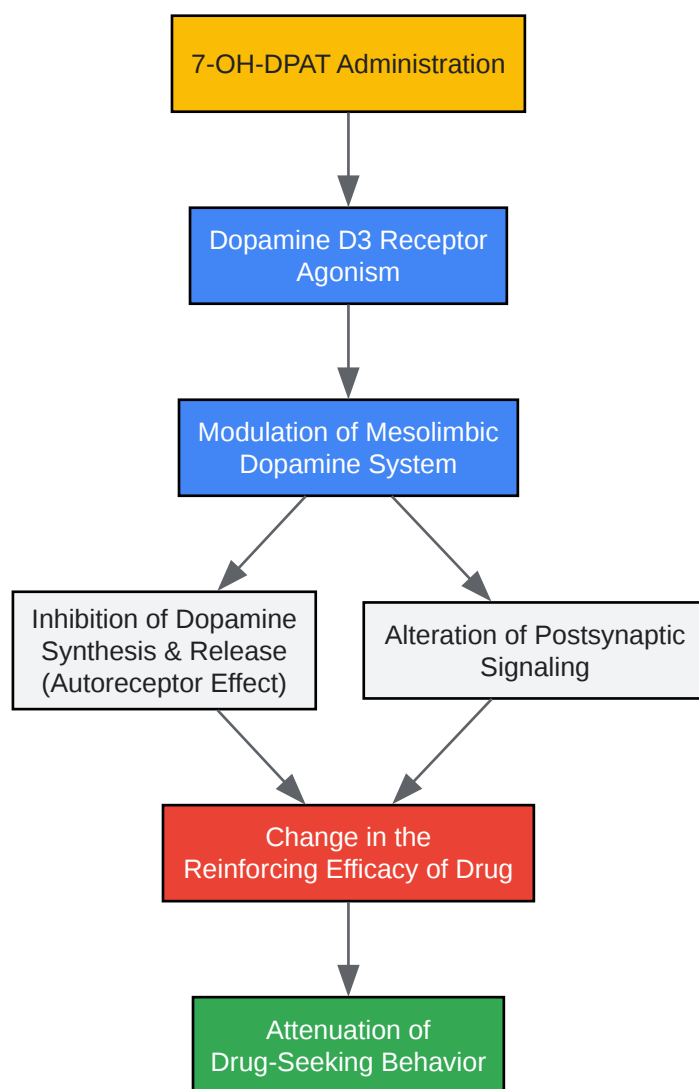 7-OH-DPAT Administration
Dopamine D3 Receptor
Agonism
Modulation of Mesolimbic
Dopamine System
Inhibition of Dopamine
Synthesis & Release
(Autoreceptor Effect)
Alteration of Postsynaptic
Signaling
Change in the
Reinforcing Efficacy of Drug
Attenuation of
Drug-Seeking Behavior